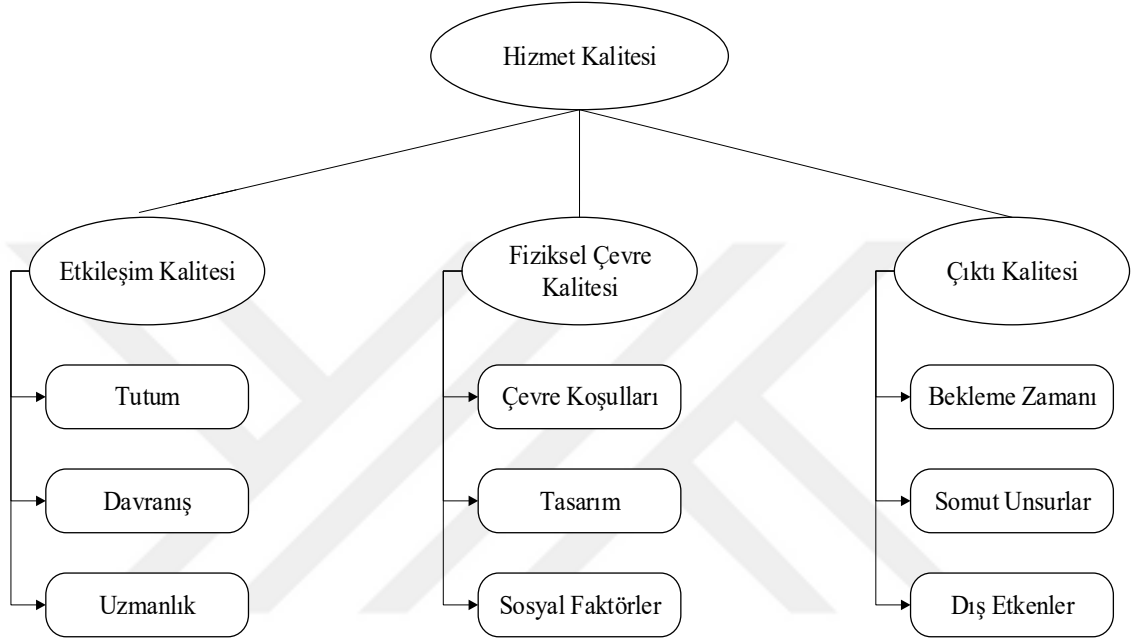 Hizmet Kalitesi
Etkileşim Kalitesi
Fiziksel Çevre
Kalitesi
Çıktı Kalitesi
Tutum
Çevre Koşulları
Bekleme Zamanı
Davranış
Tasarım
Somut Unsurlar
Uzmanlık
Sosyal Faktörler
Dış Etkenler